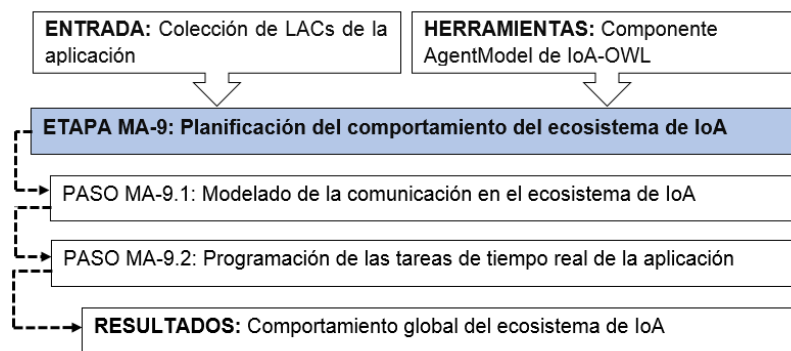 ENTRADA: Colección de LACs de la
aplicación
HERRAMIENTAS: Componente
AgentModel de IoA-OWL
ETAPA MA-9: Planificación del comportamiento del ecosistema de IoA
PASO MA-9.1: Modelado de la comunicación en el ecosistema de IoA
PASO MA-9.2: Programación de las tareas de tiempo real de la aplicación
RESULTADOS: Comportamiento global del ecosistema de IoA